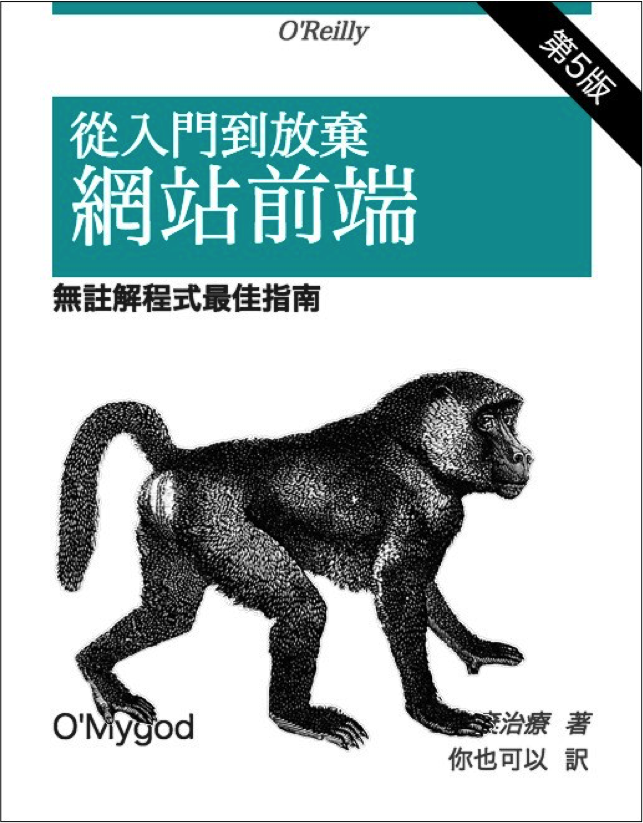 O'Reilly
第5版
從入門到放棄
網站前端
無註解程式最佳指南
O'Mygod
治療 著
你也可以 訳